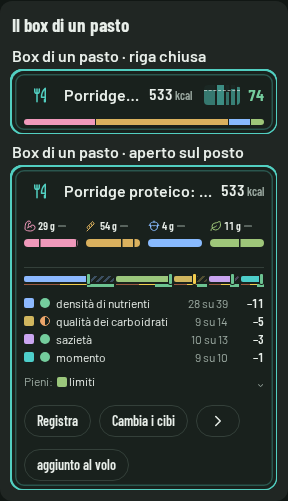 Il box di un pasto
Box di un pasto · riga chiusa
Porridge... 533 kcal 74
Box di un pasto · aperto sul posto
Porridge proteico: ... 533 kcal
29 g — 54 g — 4 g — 11 g —
densità di nutrienti 28 su 39 −11
qualità dei carboidrati 9 su 14 −5
sazietà 10 su 13 −3
momento 9 su 10 −1
Pieni: limiti
Registra Cambia i cibi
aggiunto al volo